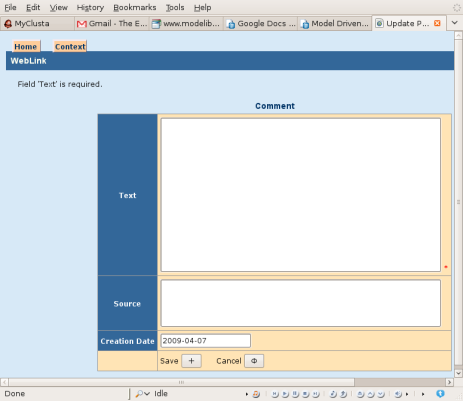 File Edit View History Bookmarks Tools Help
MyClusta Gmail - The E... www.modelib... Google Docs ... Model Driven... Update P...
Home Context
WebLink
Field 'Text' is required.
Comment
Text
*
Source
Creation Date 2009-04-07
Save + Cancel Φ
Done Idle